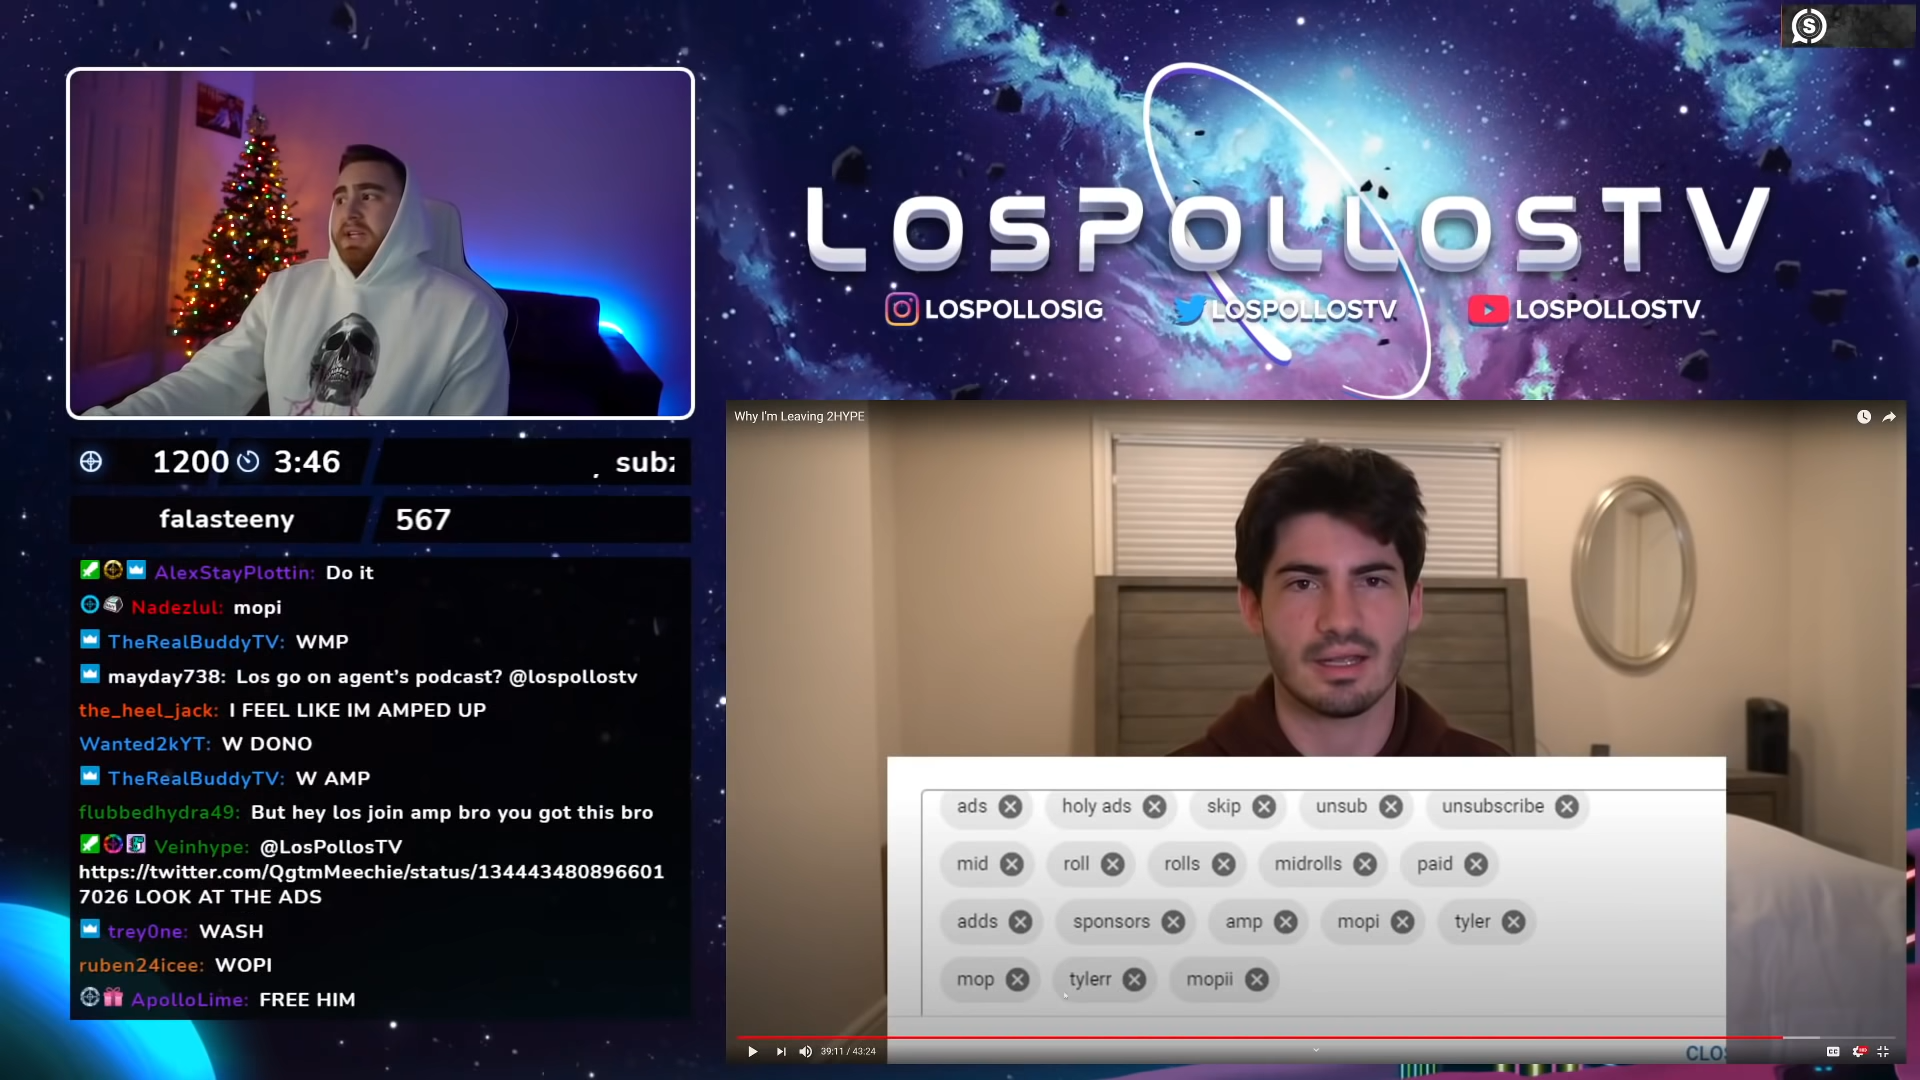 LOSPOLLOSTV
LOSPOLLOSIG
LOSPOLLOSTV
LOSPOLLOSTV
1200
3:46
falasteeny
567
AlexStayPlottin: Do it
Nadezlul: mopi
TheRealBuddyTV: WMP
mayday738: Los go on agent’s podcast? @lospollostv
the_heel_jack: I FEEL LIKE IM AMPED UP
Wanted2kYT: W DONO
TheRealBuddyTV: W AMP
flubbedhydra49: But hey los join amp bro you got this bro
Veinhype: @LosPollosTV
https://twitter.com/QgtmMeechie/status/134443480896601
7026 LOOK AT THE ADS
trey0ne: WASH
ruben24icee: WOPI
ApolloLime: FREE HIM
Why I'm Leaving 2HYPE
ads holy ads skip unsub unsubscribe
mid roll rolls midrolls paid
adds sponsors amp mopi tyler
mop tylerr mopii
39:11 / 43:24